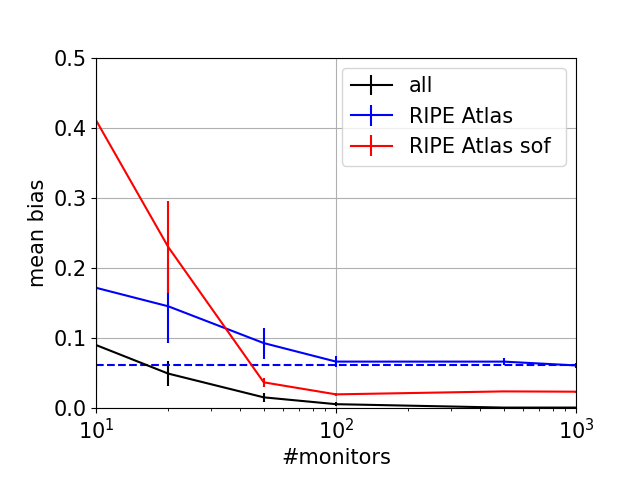 0.5
0.4
0.3
0.2
0.1
0.0
mean bias
all
RIPE Atlas
RIPE Atlas sof
10¹
10²
10³
#monitors